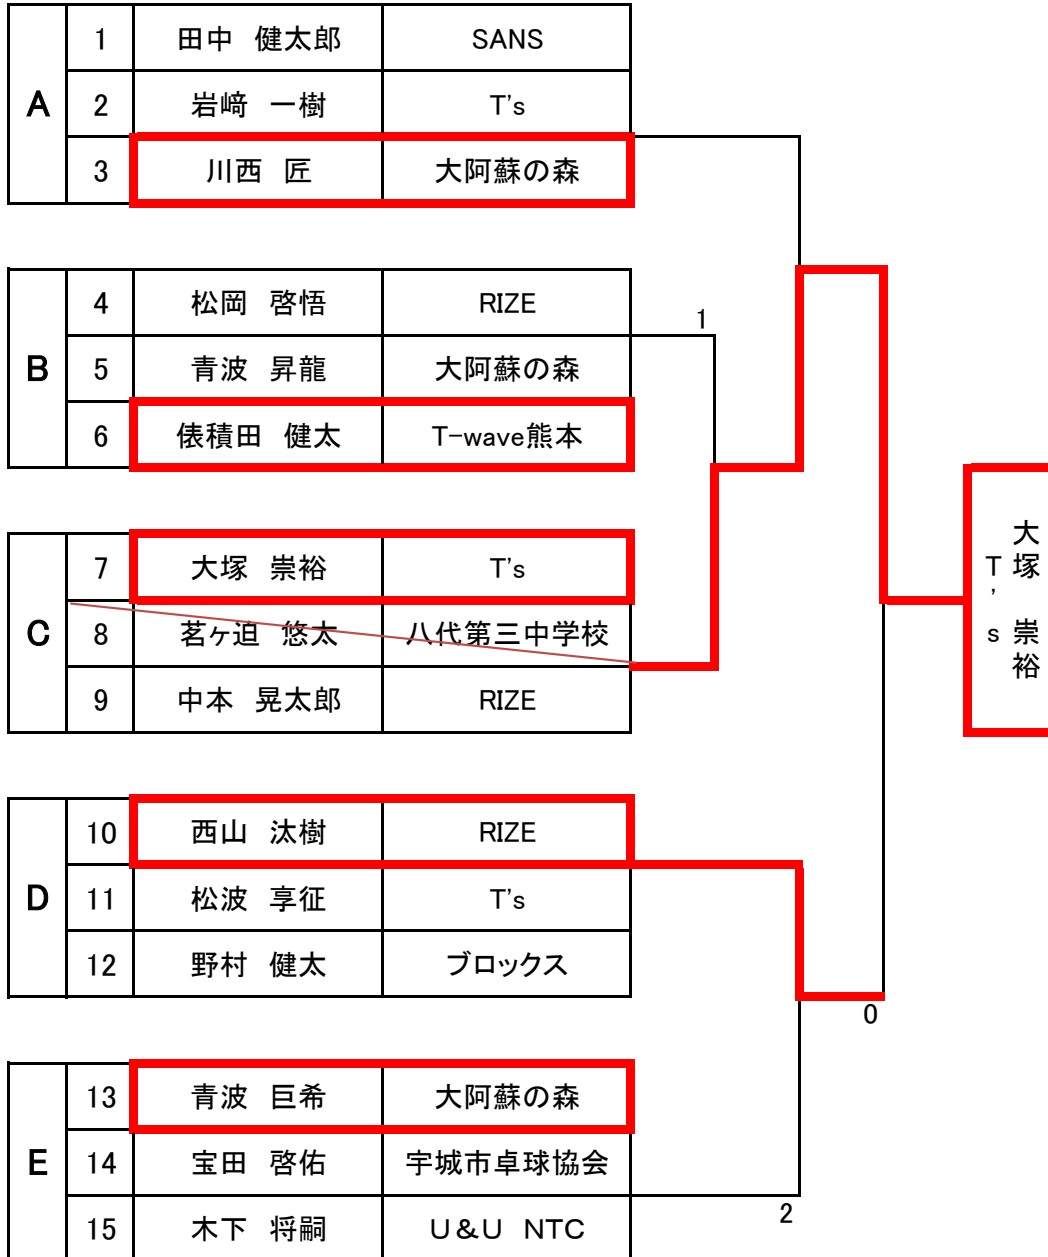 A
1 田中 健太郎 SANS
2 岩﨑 一樹 T's
3 川西 匠 大阿蘇の森
B
4 松岡 啓悟 RIZE
1
5 青波 昇龍 大阿蘇の森
6 俵積田 健太 T-wave熊本
C
7 大塚 崇裕 T's
8 茗ヶ迫 悠太 八代第三中学校
9 中本 晃太郎 RIZE
大塚 崇裕
T's
D
10 西山 汰樹 RIZE
11 松波 享征 T's
12 野村 健太 ブロックス
0
E
13 青波 巨希 大阿蘇の森
14 宝田 啓佑 宇城市卓球協会
15 木下 将嗣 U&U NTC
2